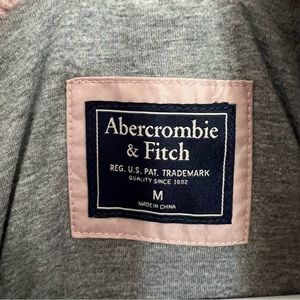 Abercrombie
& Fitch
REG. U.S. PAT. TRADEMARK
QUALITY SINCE 1892
M
MADE IN CHINA